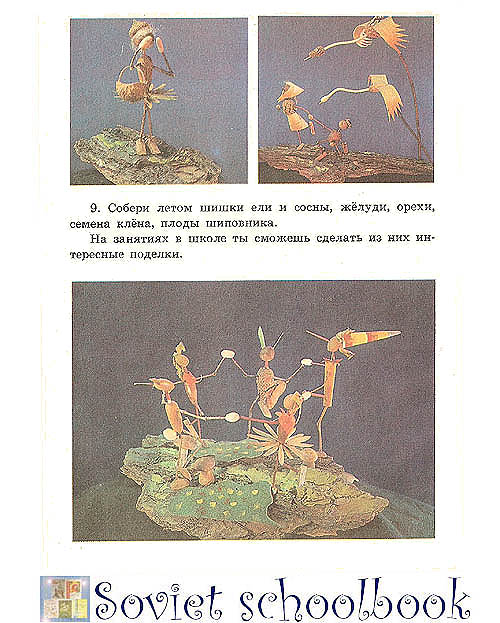 9. Собери летом шишки ели и сосны, жёлуди, орехи,
семена клёна, плоды шиповника.
На занятиях в школе ты сможешь сделать из них ин-
тересные поделки.
Soviet schoolbook